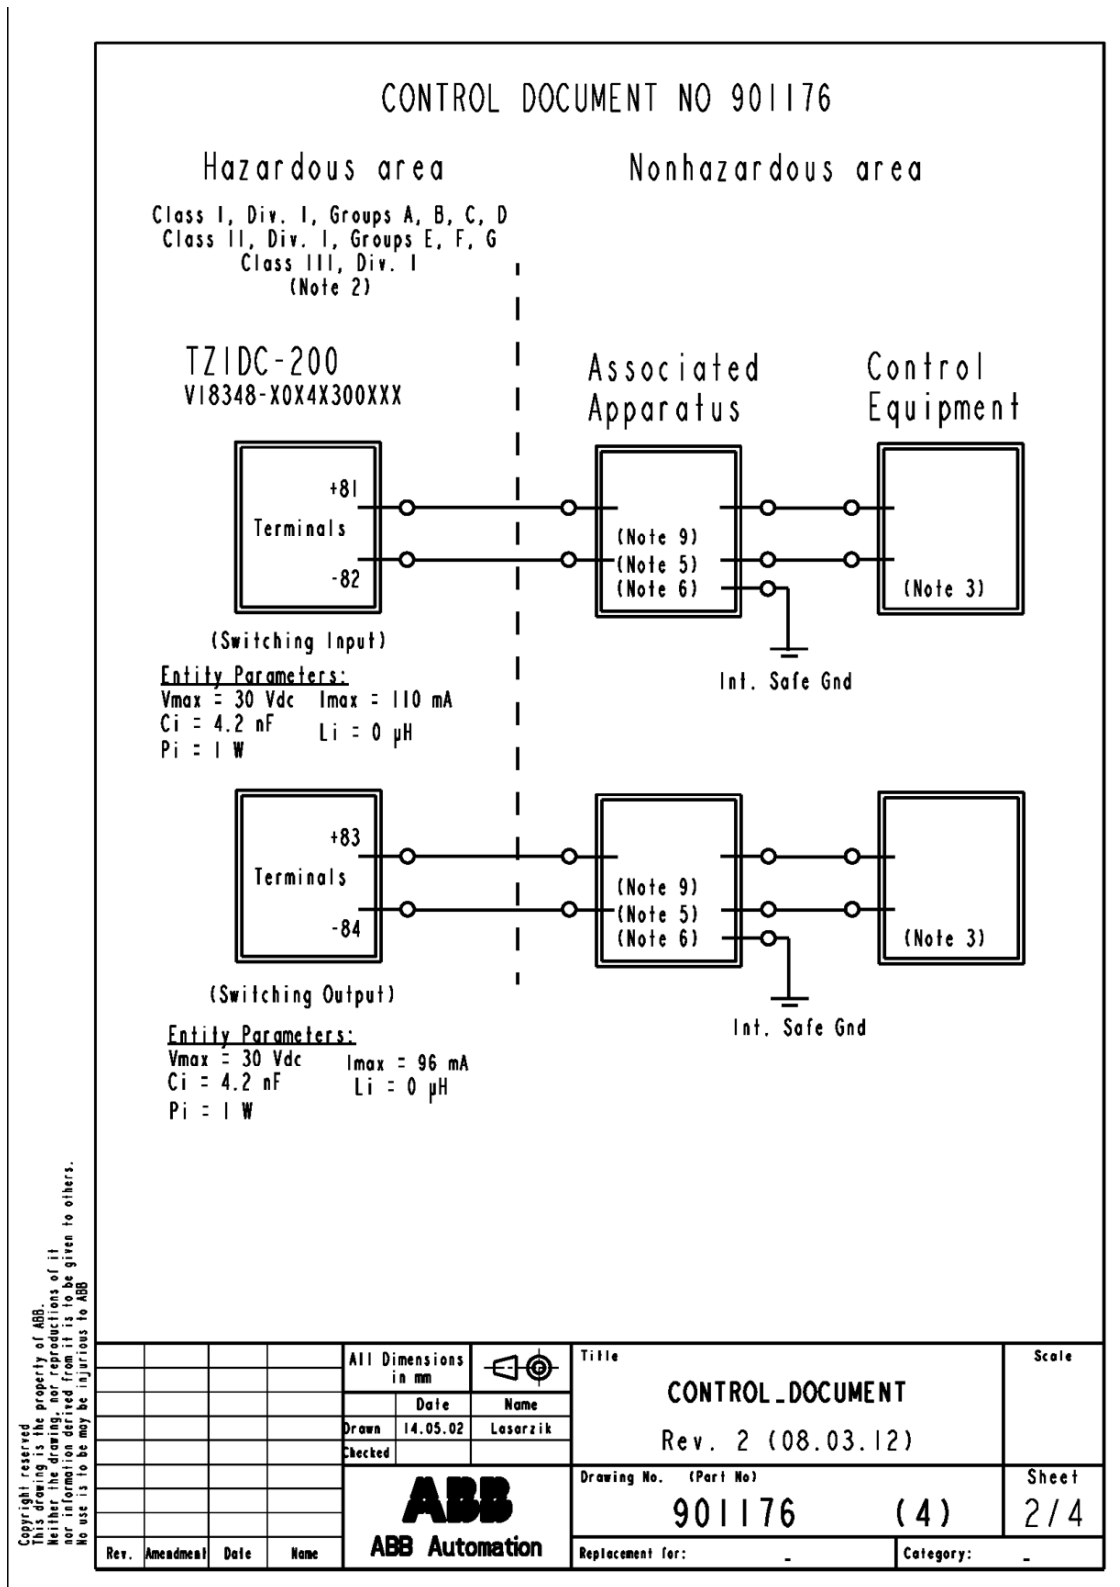 CONTROL DOCUMENT NO 901176
Hazardous area
Nonhazardous area
Class I, Div. I, Groups A, B, C, D
Class II, Div. I, Groups E, F, G
Class III, Div. I
(Note 2)
TZIDC-200
V18348-X0X4X300XXX
Associated
Apparatus
Control
Equipment
+81
Terminals
-82
(Note 9)
(Note 5)
(Note 6)
(Note 3)
(Switching Input)
Int. Safe Gnd
Entity Parameters:
Vmax = 30 Vdc Imax = 110 mA
Ci = 4.2 nF
Li = 0 µH
Pi = 1 W
+83
Terminals
-84
(Note 9)
(Note 5)
(Note 6)
(Note 3)
(Switching Output)
Int. Safe Gnd
Entity Parameters:
Vmax = 30 Vdc Imax = 96 mA
Ci = 4.2 nF Li = 0 µH
Pi = 1 W
Copyright reserved
This drawing is the property of ABB.
Neither the drawing, nor reproductions of it
nor information derived from it is to be given to others.
No use is to be may be injurious to ABB
All Dimensions
in mm
Date Name
Drawn 14.05.02 Lasarzik
Checked
ABB
ABB Automation
Rev. Amendment Date Name
Title
CONTROL_DOCUMENT
Rev. 2 (08.03.12)
Scale
Drawing No. (Part No)
901176 (4)
Sheet
2/4
Replacement for: -
Category: -